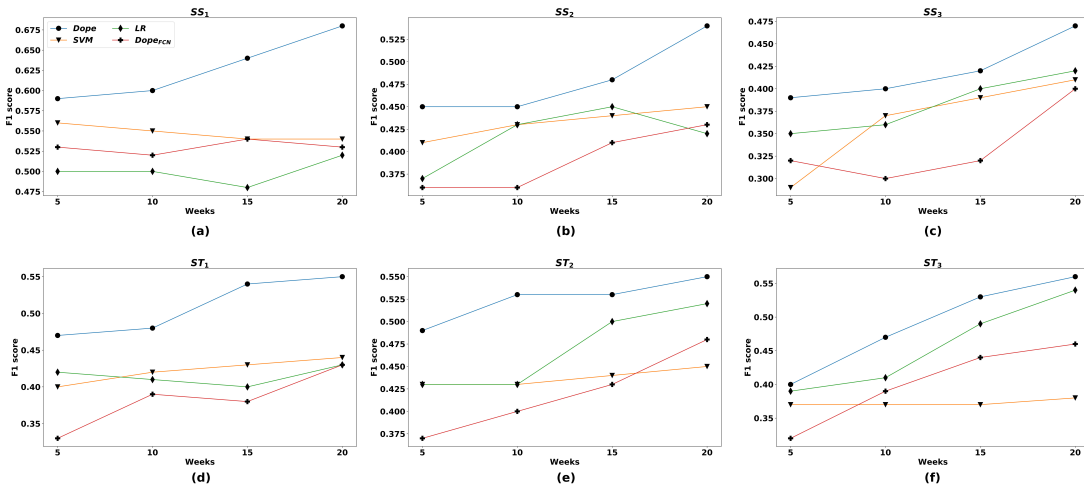 SS1
Dope
SVM
LR
DopeFCN
0.675
0.650
0.625
0.600
0.575
0.550
0.525
0.500
0.475
F1 score
5 10 15 20
Weeks
(a)
SS2
0.525
0.500
0.475
0.450
0.425
0.400
0.375
F1 score
5 10 15 20
Weeks
(b)
SS3
0.475
0.450
0.425
0.400
0.375
0.350
0.325
0.300
F1 score
5 10 15 20
Weeks
(c)
ST1
0.55
0.50
0.45
0.40
0.35
F1 score
5 10 15 20
Weeks
(d)
ST2
0.550
0.525
0.500
0.475
0.450
0.425
0.400
0.375
F1 score
5 10 15 20
Weeks
(e)
ST3
0.55
0.50
0.45
0.40
0.35
F1 score
5 10 15 20
Weeks
(f)